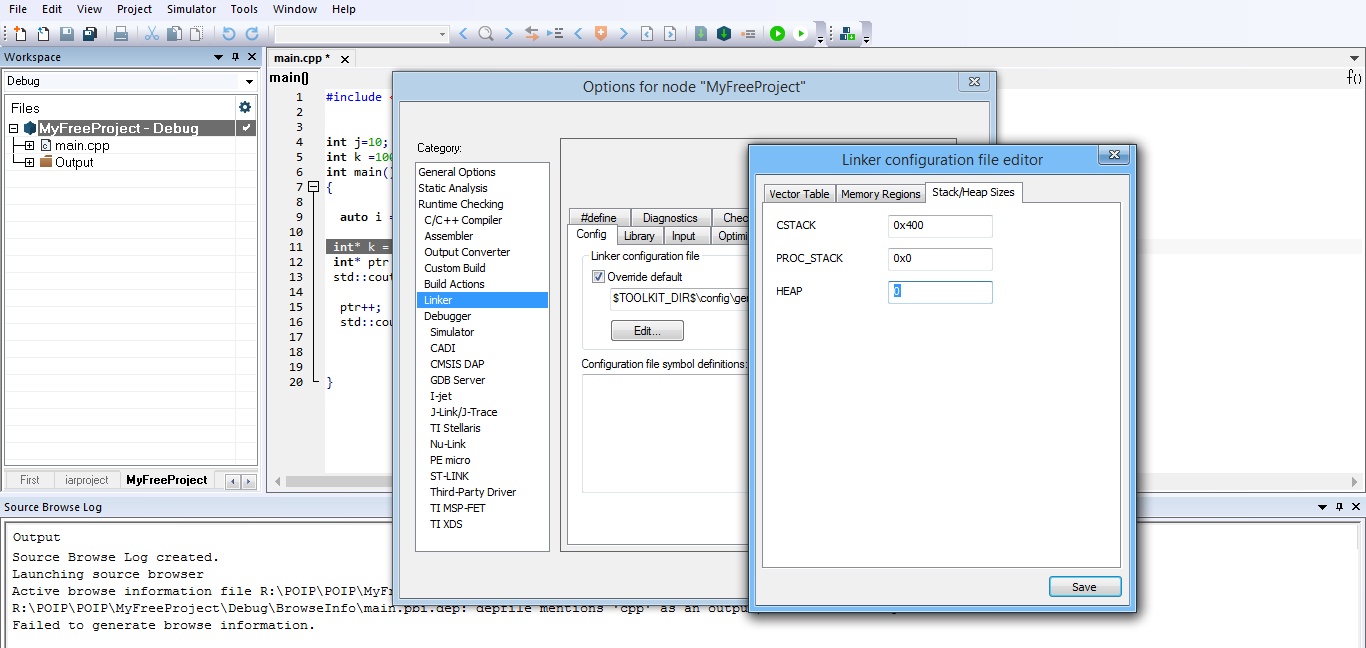 File Edit View Project Simulator Tools Window Help
Workspace
Debug
Files
MyFreeProject - Debug
main.cpp
Output
First iarproject MyFreeProject
main.cpp *
main()
f()
1 #include
2
3
4 int j=10;
5 int k =100
6 int main()
7 {
8
9 auto i =
10
11 int* k =
12 int* ptr
13 std::cout
14
15 ptr++;
16 std::cou
17
18
19
20 }
Options for node "MyFreeProject"
Category:
General Options
Static Analysis
Runtime Checking
C/C++ Compiler
Assembler
Output Converter
Custom Build
Build Actions
Linker
Debugger
Simulator
CADI
CMSIS DAP
GDB Server
I-jet
J-Link/J-Trace
TI Stellaris
Nu-Link
PE micro
ST-LINK
Third-Party Driver
TI MSP-FET
TI XDS
#define Diagnostics Chec
Config Library Input Optimi
Linker configuration file
Override default
$TOOLKIT_DIR$\config\ge
Edit...
Configuration file symbol definitions:
Linker configuration file editor
Vector Table Memory Regions Stack/Heap Sizes
CSTACK 0x400
PROC_STACK 0x0
HEAP 0
Save
Source Browse Log
Output
Source Browse Log created.
Launching source browser
Active browse information file R:\POIP\POIP\MyFr
R:\POIP\POIP\MyFreeProject\Debug\BrowseInfo\main.pbi.dep: depfile mentions 'cpp' as an outpu
Failed to generate browse information.